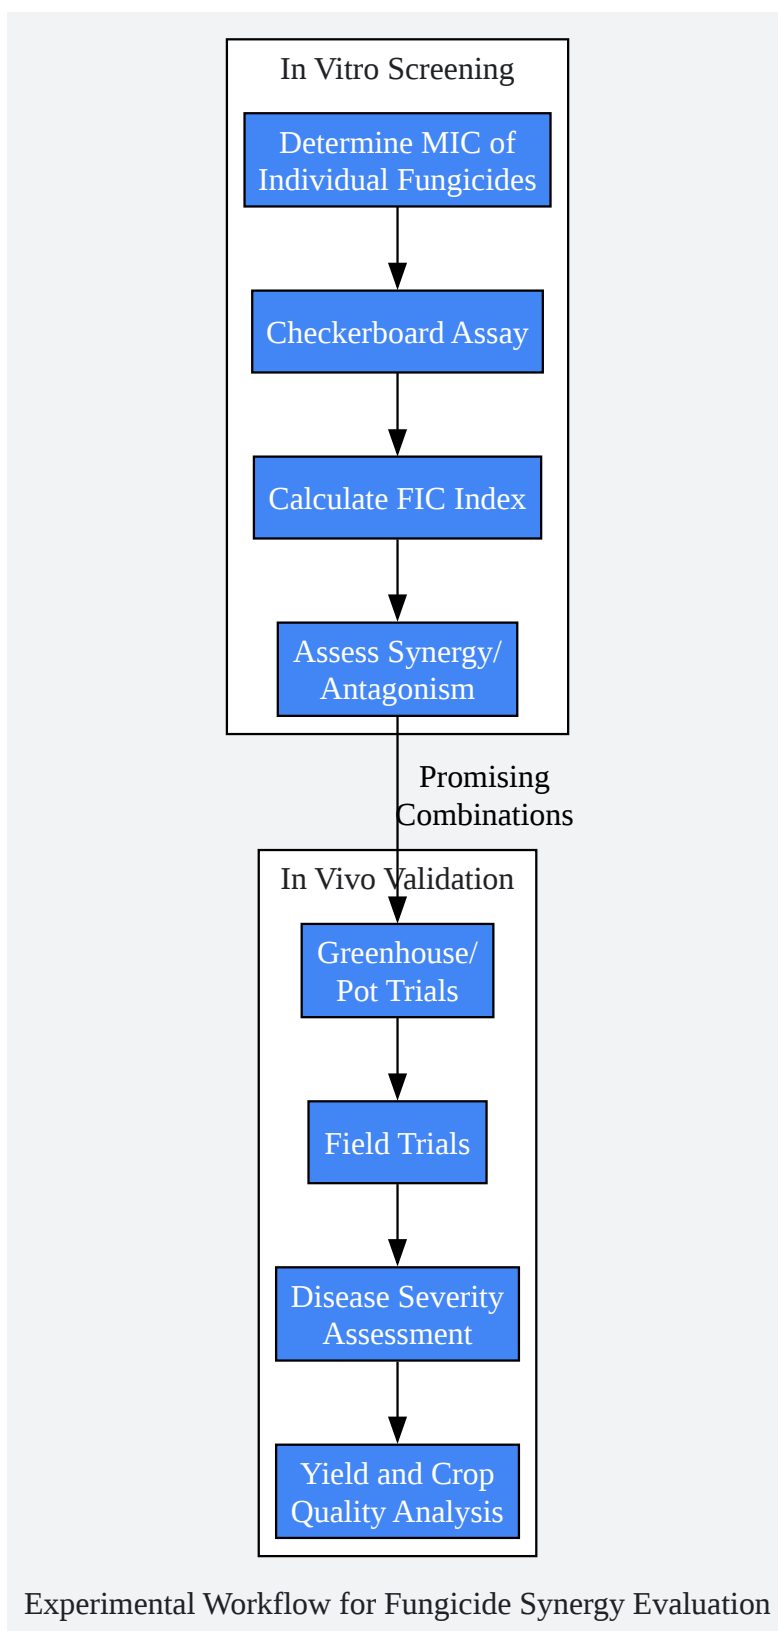 In Vitro Screening
Determine MIC of
Individual Fungicides
Checkerboard Assay
Calculate FIC Index
Assess Synergy/
Antagonism
Promising
Combinations
In Vivo Validation
Greenhouse/
Pot Trials
Field Trials
Disease Severity
Assessment
Yield and Crop
Quality Analysis
Experimental Workflow for Fungicide Synergy Evaluation